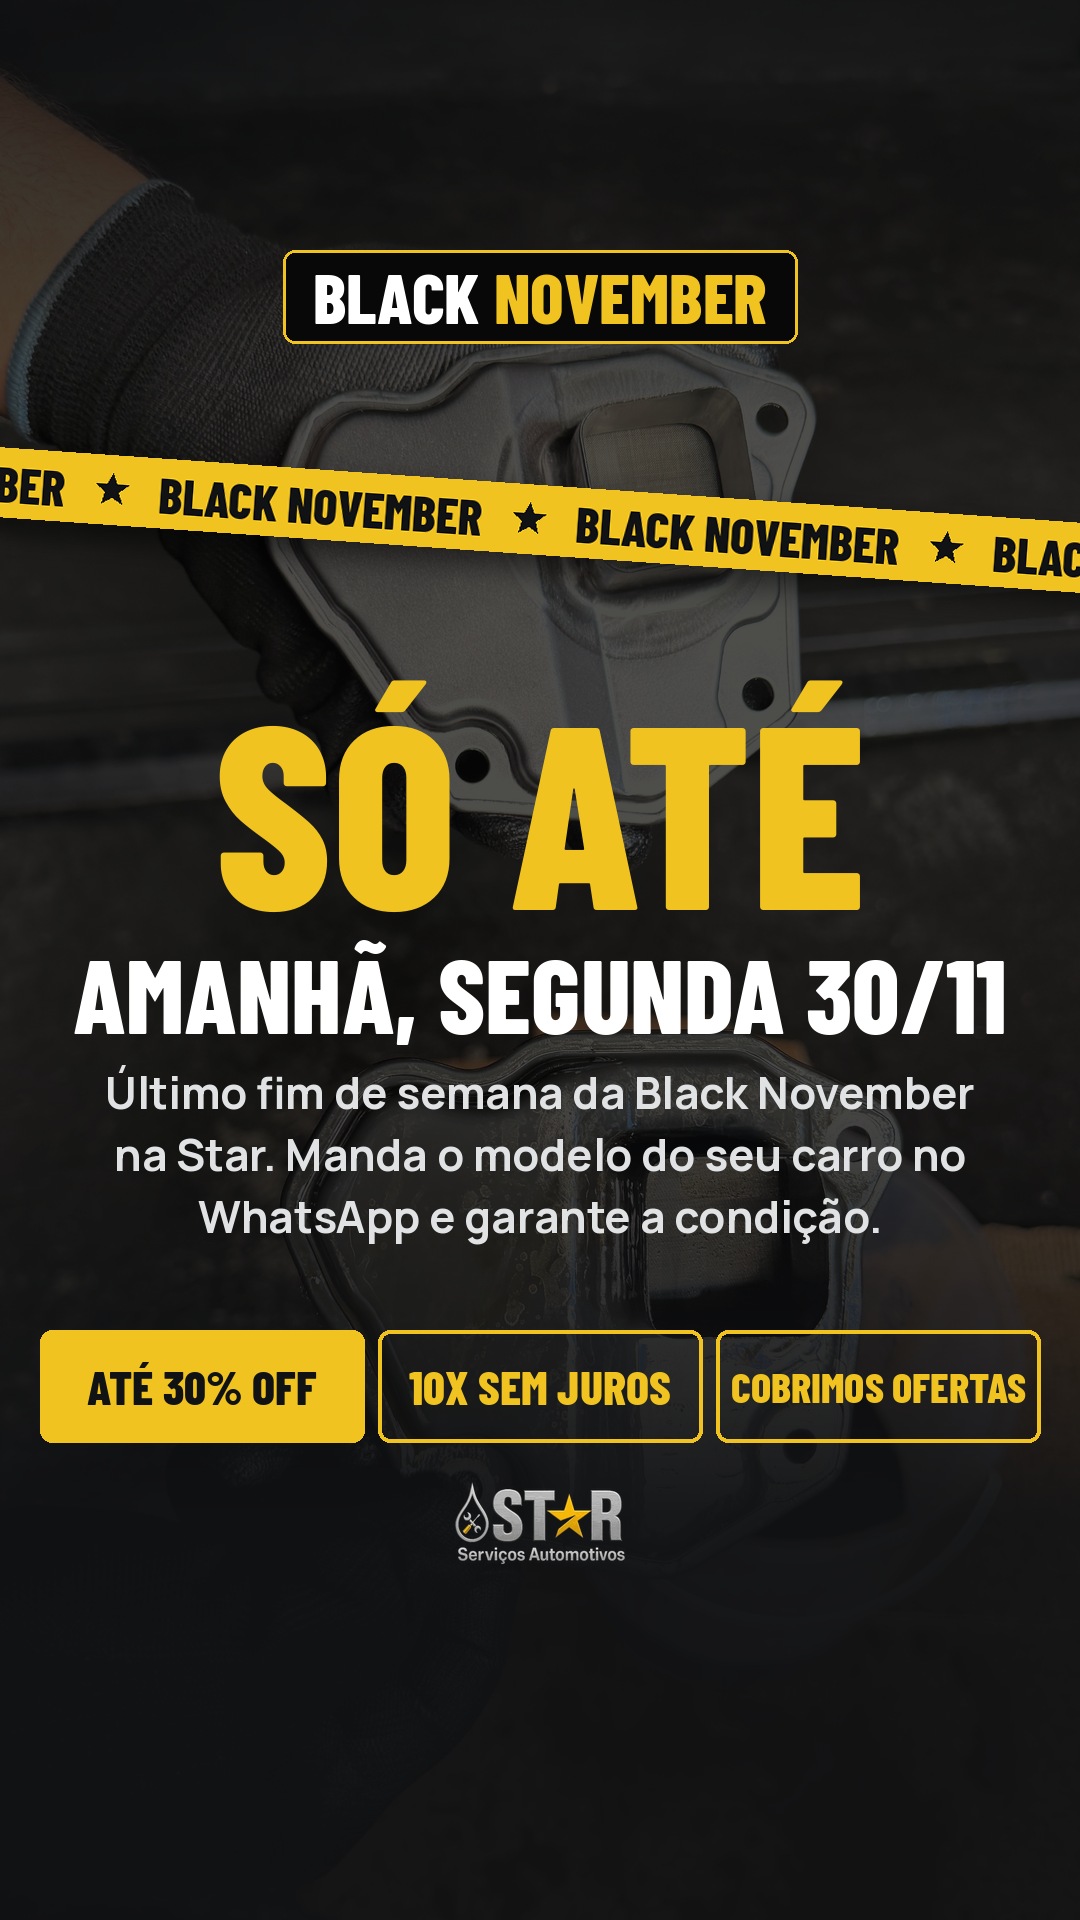 BLACK NOVEMBER
BER ★ BLACK NOVEMBER ★ BLACK NOVEMBER ★ BLAC
SÓ ATÉ
AMANHÃ, SEGUNDA 30/11
Último fim de semana da Black November
na Star. Manda o modelo do seu carro no
WhatsApp e garante a condição.
ATÉ 30% OFF
10X SEM JUROS
COBRIMOS OFERTAS
STAR
Serviços Automotivos